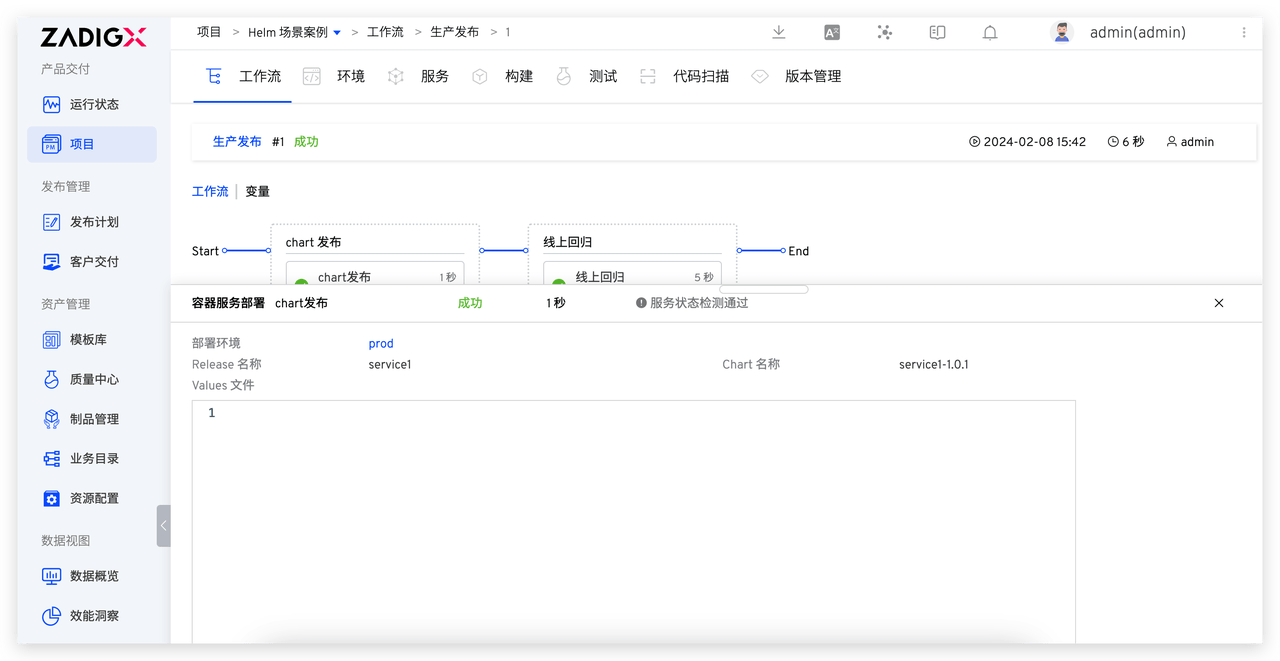 ZADIGX
产品交付
运行状态
项目
发布管理
发布计划
客户交付
资产管理
模板库
质量中心
制品管理
业务目录
资源配置
数据视图
数据概览
效能洞察
项目 > Helm 场景案例 > 工作流 > 生产发布 > 1
admin(admin)
工作流 环境 服务 构建 测试 代码扫描 版本管理
生产发布 #1 成功 2024-02-08 15:42 6 秒 admin
工作流 变量
chart 发布 线上回归
Start End
chart发布 1 秒 线上回归 5 秒
容器服务部署 chart发布 成功 1 秒 服务状态检测通过
部署环境 prod
Release 名称 service1 Chart 名称 service1-1.0.1
Values 文件
1